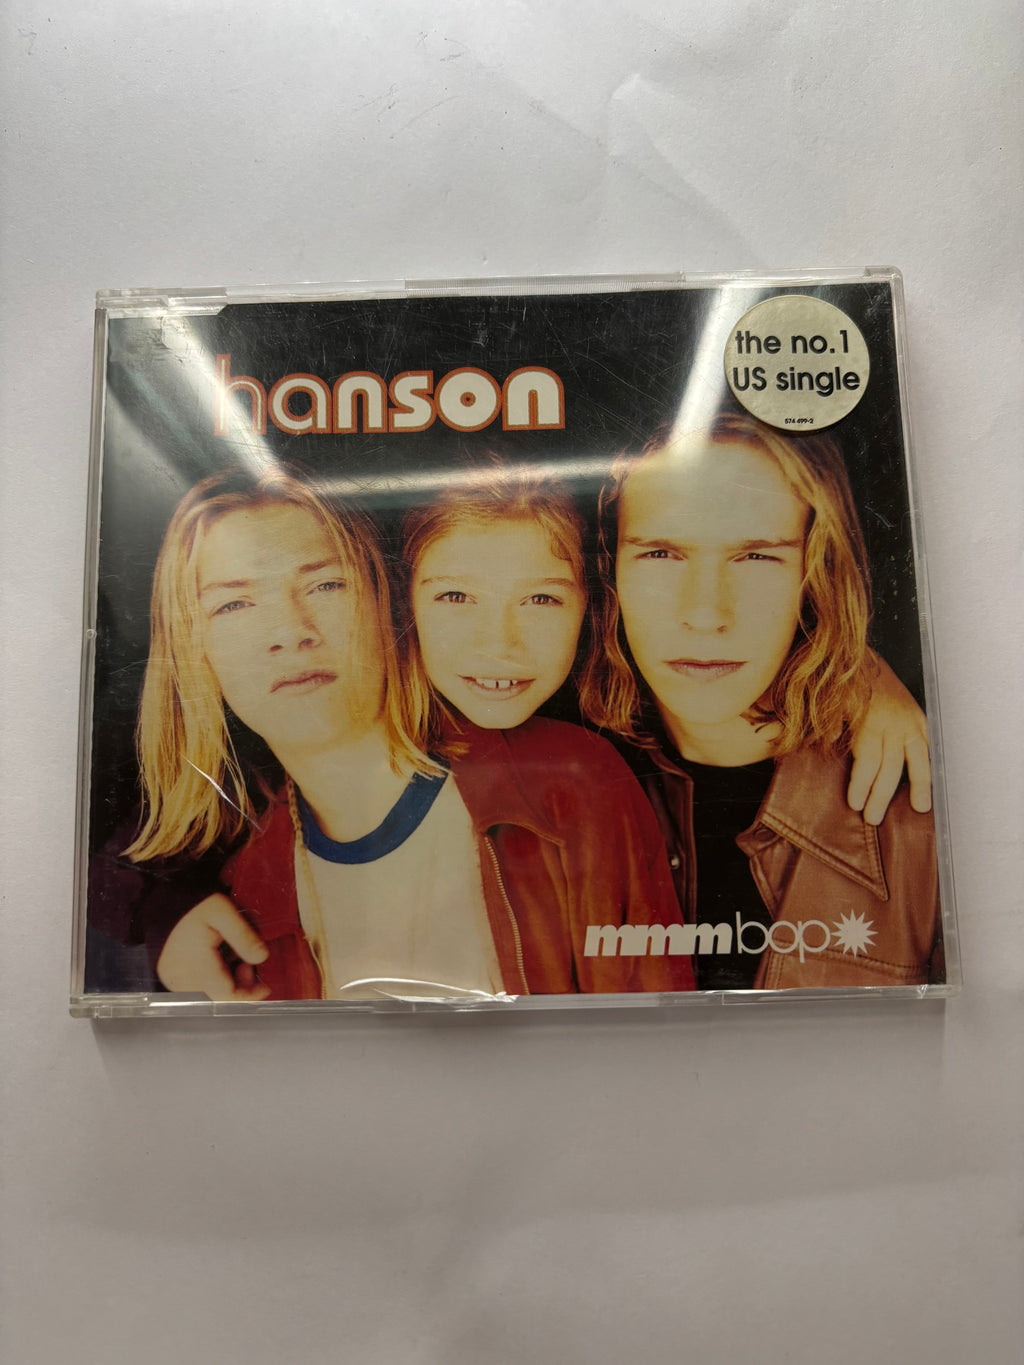 hanson
the no.1
US single
574 499-2
mmmbop